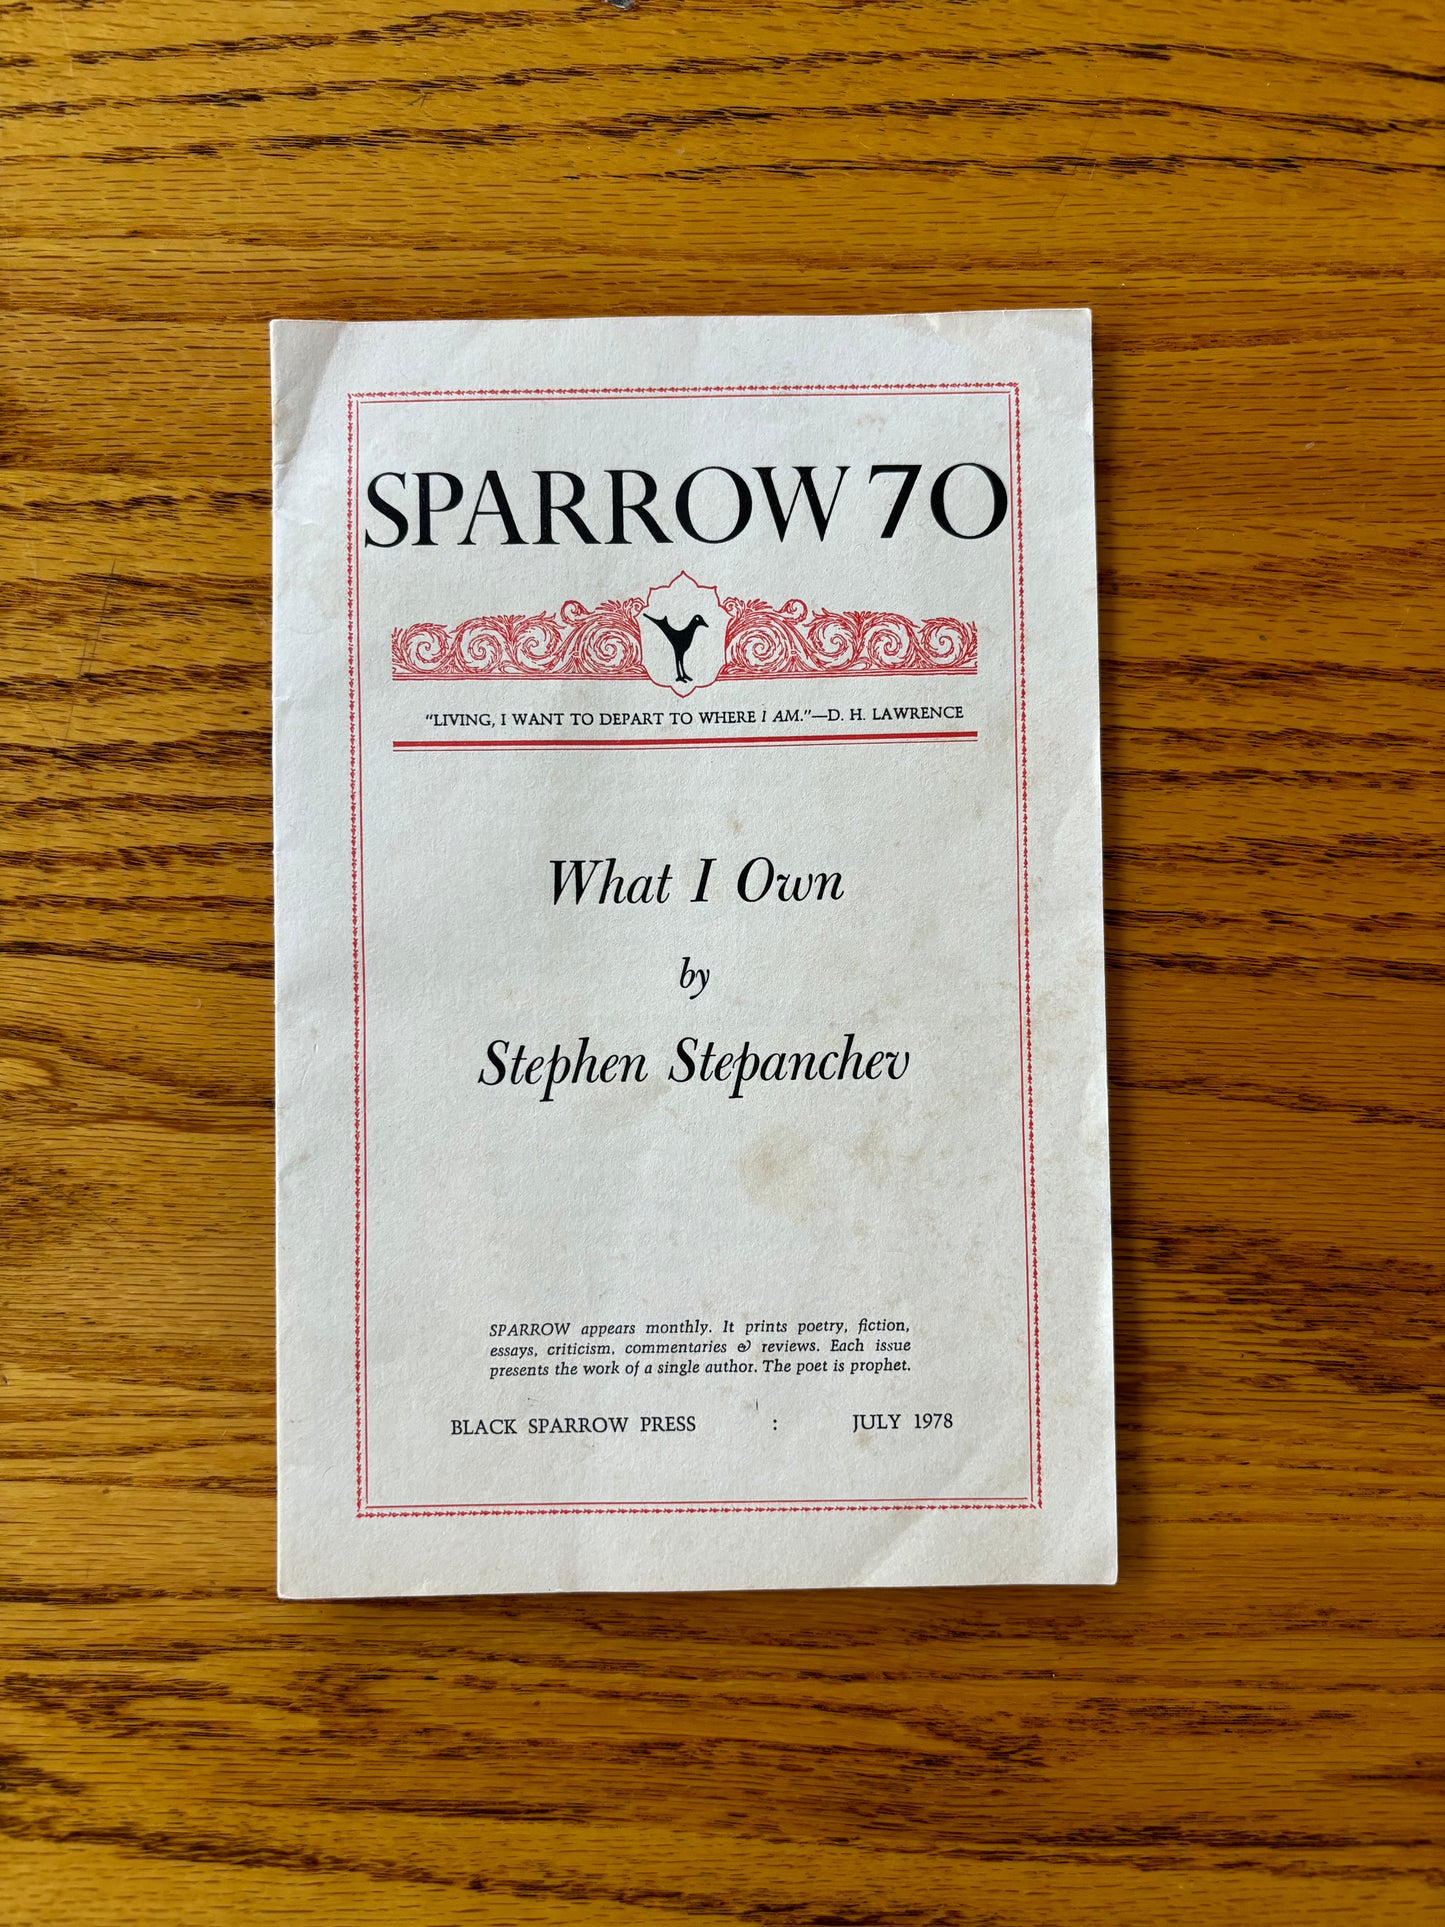 SPARROW 70
"LIVING, I WANT TO DEPART TO WHERE I AM."—D. H. LAWRENCE
What I Own
by
Stephen Stepanchev
SPARROW appears monthly. It prints poetry, fiction,
essays, criticism, commentaries & reviews. Each issue
presents the work of a single author. The poet is prophet.
BLACK SPARROW PRESS : JULY 1978